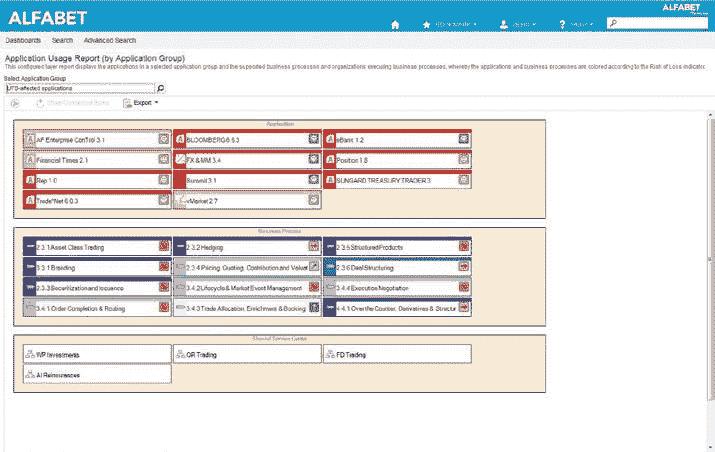 ALFABET
ALFABET
Dashboards Search Advanced Search
Application Usage Report (by Application Group)
This configured layer report displays the applications in a selected application group and the supported business processes and organizations executing business processes, whereby the applications and business processes are colored according to the Risk of Loss indicator.
Select Application Group
applications
Export
Application
AF Enterprise ConTrol 3.1
BLOOMBERG 6.5.3
eBank 1.2
Financial Times 2.1
FX & MM 3.4
Position 1.8
Rep 1.0
Summit 3.1
SUNGARD TREASURY TRADER 3
Trade*Net 6.0.3
vMarket 2.7
Business Process
2.3.1 Asset Class Trading
2.3.2 Hedging
2.3.5 Structured Products
3.3.1 Branding
2.3.4 Pricing, Quoting, Contribution and Valuat
2.3.6 Deal Structuring
2.3.3 Securitization and Issuance
3.4.2 Lifecycle & Market Event Management
3.4.4 Execution Negotiation
3.4.1 Order Completion & Routing
3.4.3 Trade Allocation, Enrichment & Booking
4.4.1 Over the Counter, Derivatives & Structur
Shared Service Center
WP Investments
QR Trading
FD Trading
AI Reinsurances